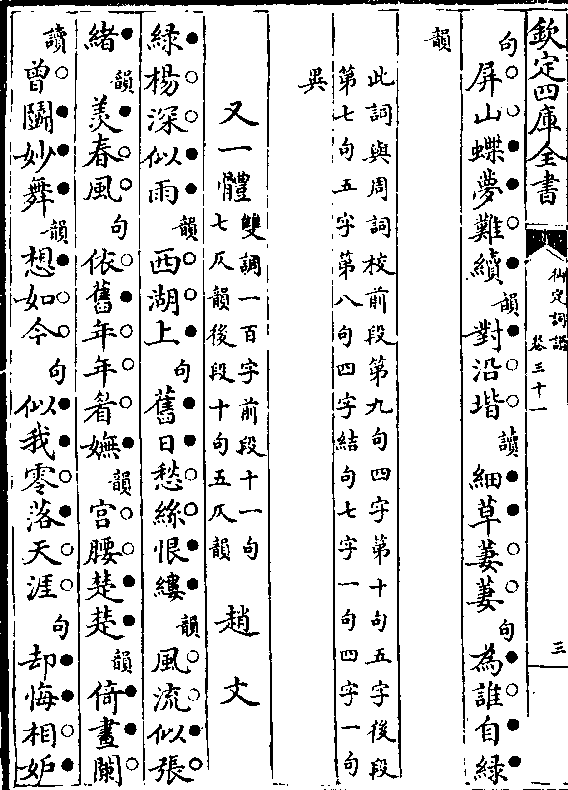 欽定四庫全書
御定詞譜
卷三十一
三
句屏山蝶夢難續韻對沿堦讀細草萋萋句為誰自緑
韻
此詞與周詞校前段第九句四字第十句五字後段
第七句五字第八句四字結句七字一句四字一句
異
又一體雙調一百字前段十一句七仄韻後段十句五仄韻 趙文
緑楊深似雨韻西湖上句舊日愁絲恨縷韻風流似張
緒韻羨春風句依舊年年眉嫵韻宮腰楚楚韻倚畫闌
讀曾鬭妙舞韻想如今句似我零落天涯句却悔相妒